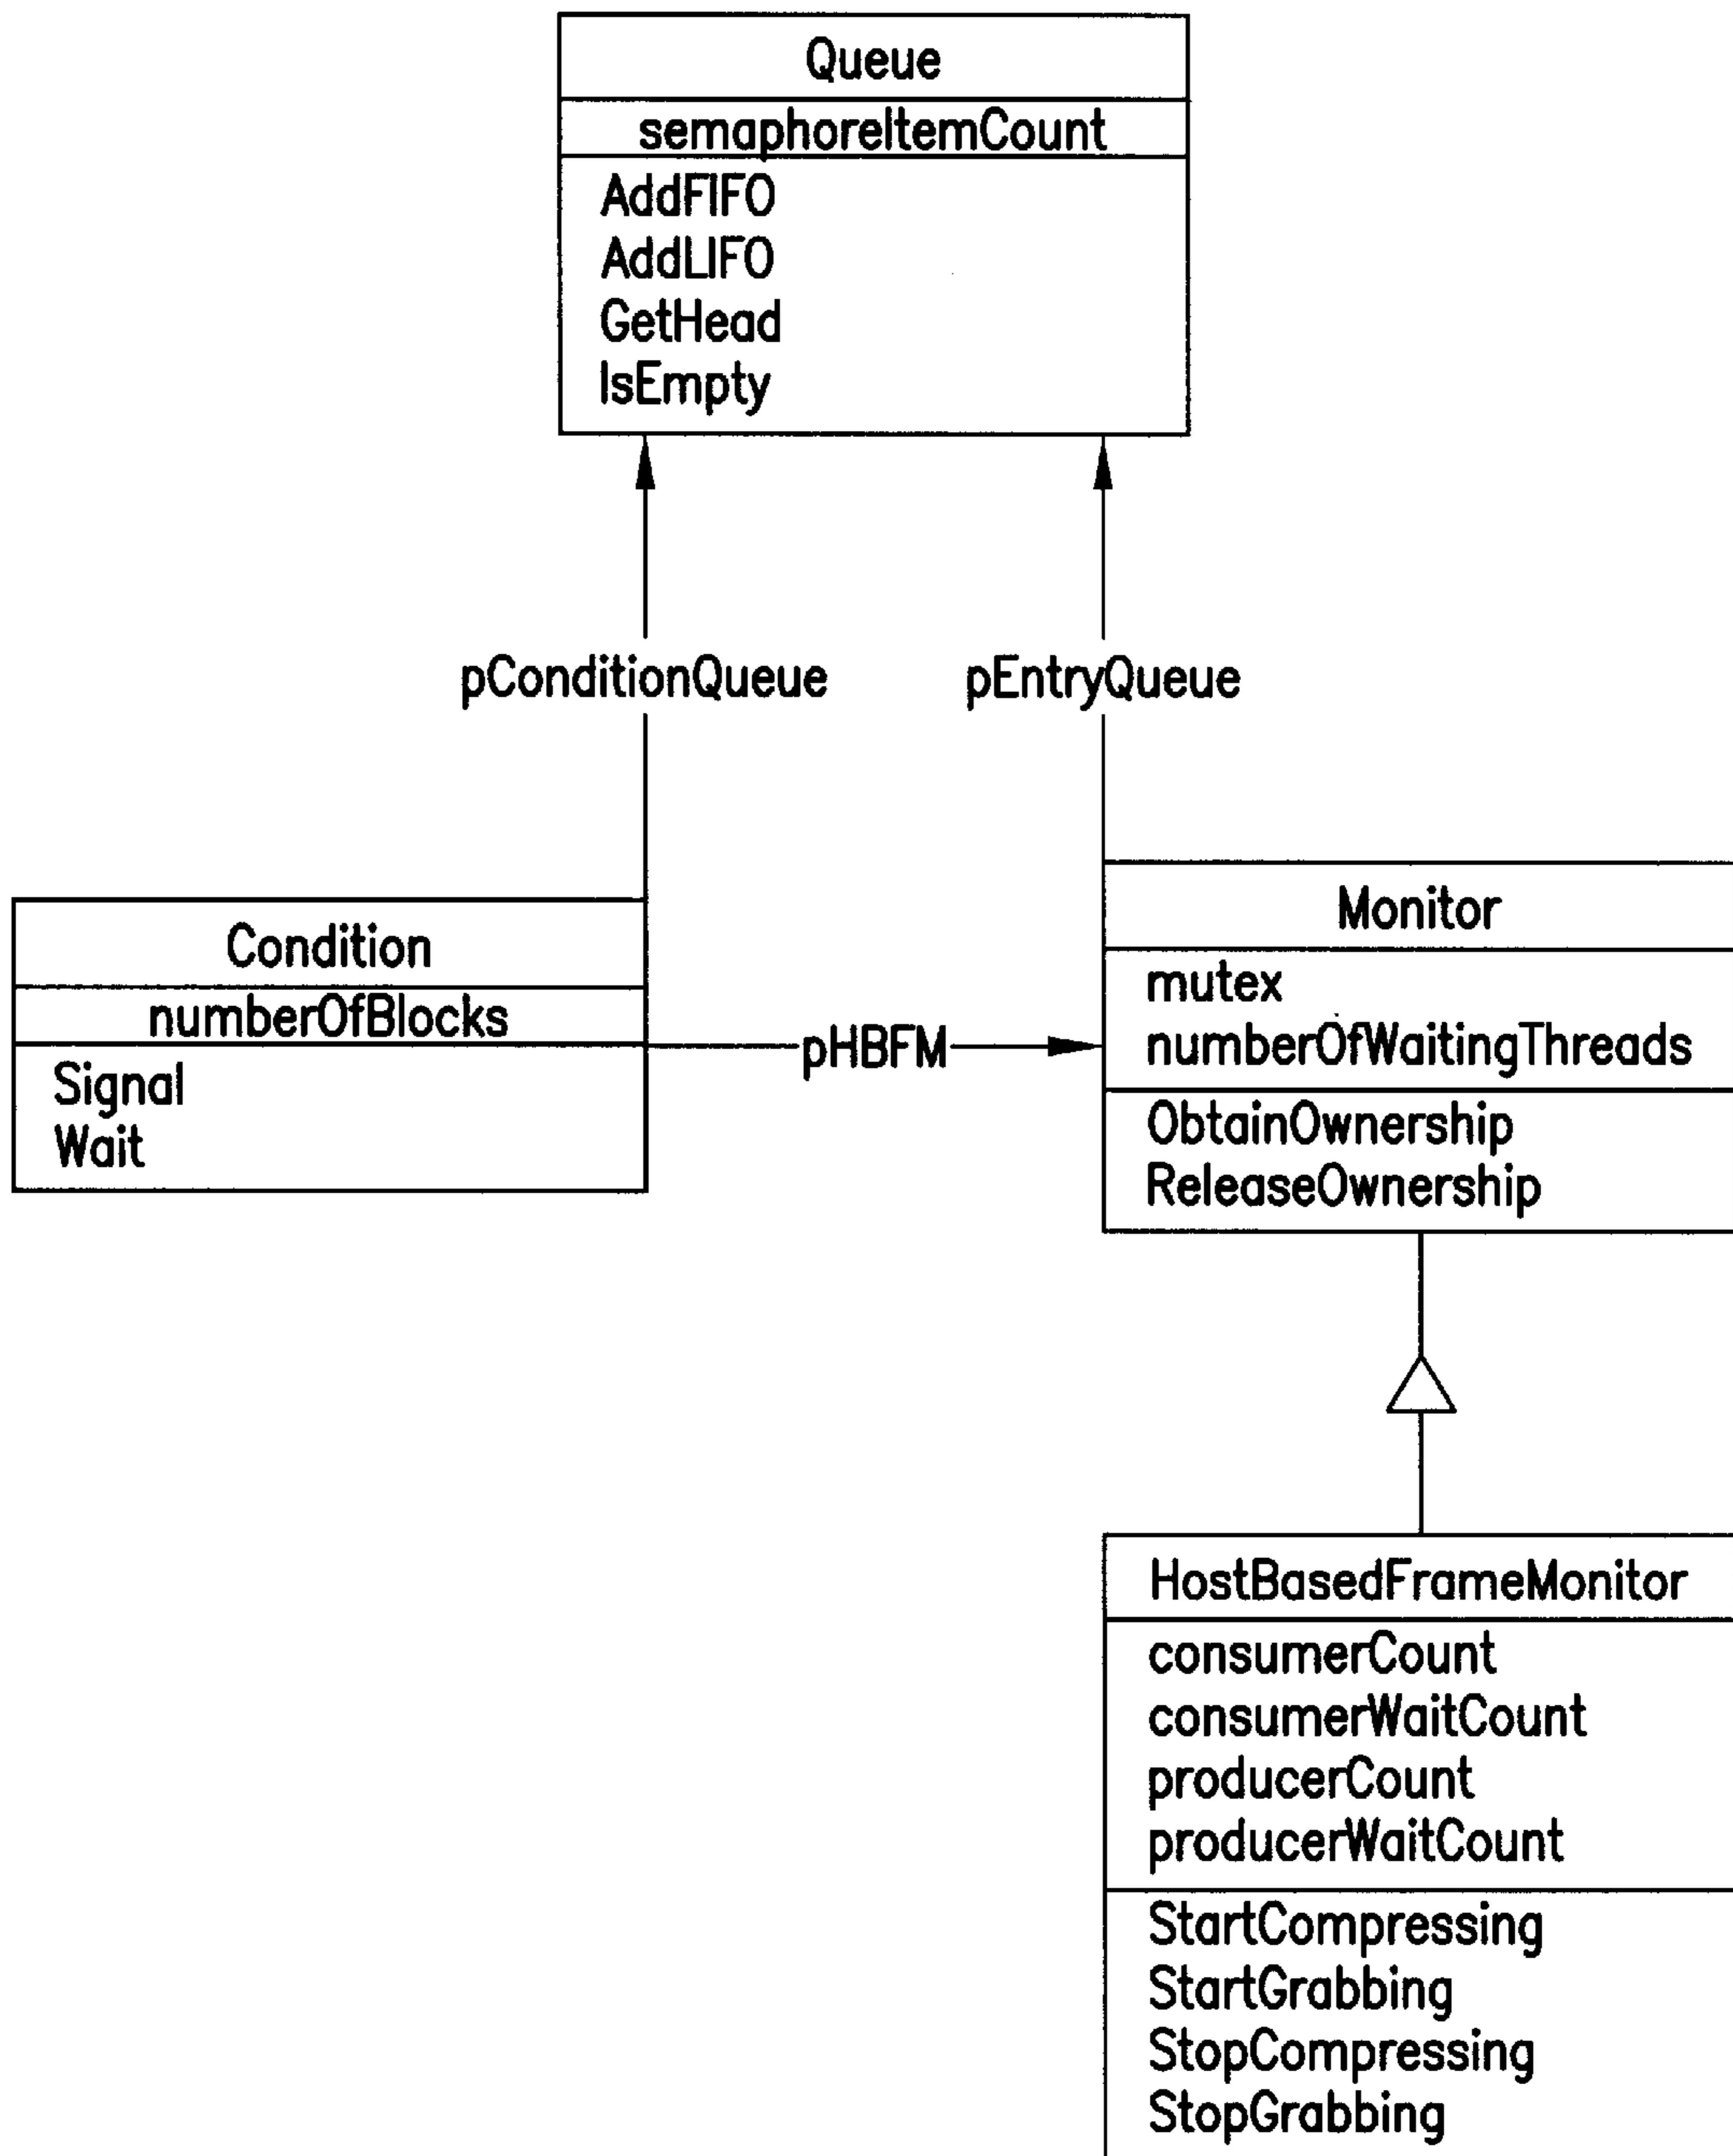 Queue
semaphoreItemCount
AddFIFO
AddLIFO
GetHead
IsEmpty
pConditionQueue
pEntryQueue
Condition
numberOfBlocks
Signal
Wait
pHBFM
Monitor
mutex
numberOfWaitingThreads
ObtainOwnership
ReleaseOwnership
HostBasedFrameMonitor
consumerCount
consumerWaitCount
producerCount
producerWaitCount
StartCompressing
StartGrabbing
StopCompressing
StopGrabbing